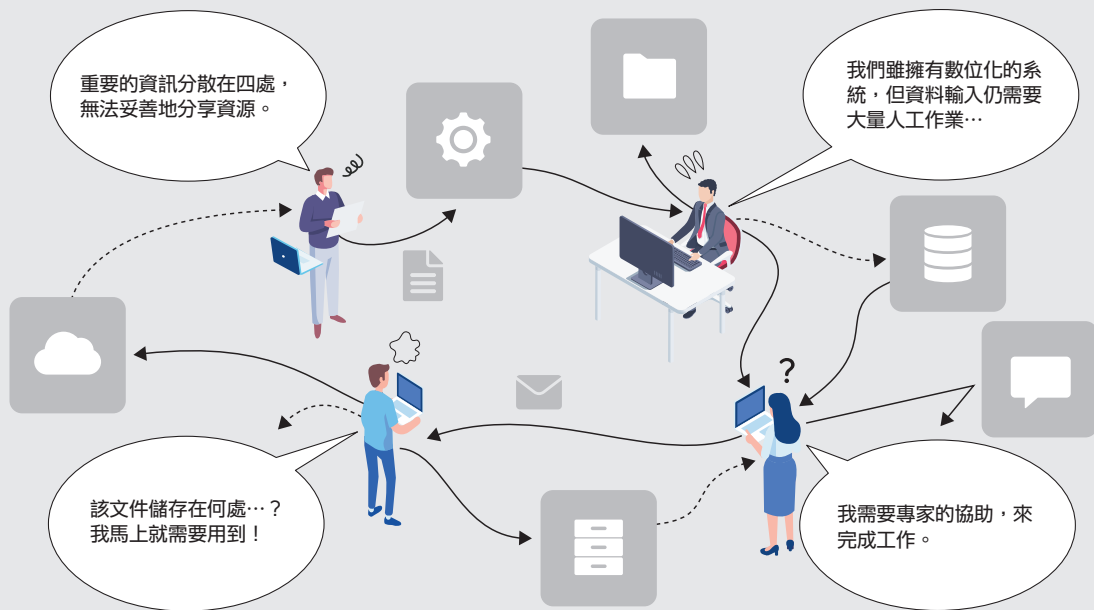 重要的資訊分散在四處，
無法妥善地分享資源。
我們雖擁有數位化的系
統，但資料輸入仍需要
大量人工作業…
?
該文件儲存在何處…？
我馬上就需要用到！
我需要專家的協助，來
完成工作。